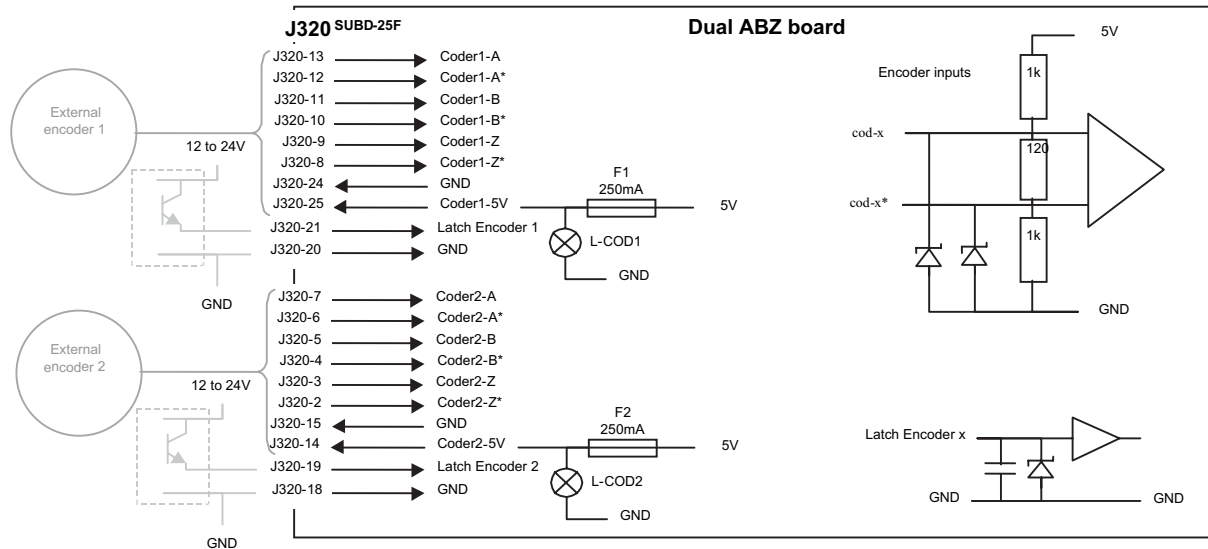 J320 SUBD-25F
Dual ABZ board
J320-13 Coder1-A
J320-12 Coder1-A*
J320-11 Coder1-B
J320-10 Coder1-B*
J320-9 Coder1-Z
J320-8 Coder1-Z*
J320-24 GND
J320-25 Coder1-5V
J320-21 Latch Encoder 1
J320-20 GND
External
encoder 1
12 to 24V
GND
F1
250mA
5V
L-COD1
GND
J320-7 Coder2-A
J320-6 Coder2-A*
J320-5 Coder2-B
J320-4 Coder2-B*
J320-3 Coder2-Z
J320-2 Coder2-Z*
J320-15 GND
J320-14 Coder2-5V
J320-19 Latch Encoder 2
J320-18 GND
External
encoder 2
12 to 24V
GND
F2
250mA
5V
L-COD2
GND
5V
Encoder inputs
1k
cod-x
120
cod-x*
1k
GND
Latch Encoder x
GND GND